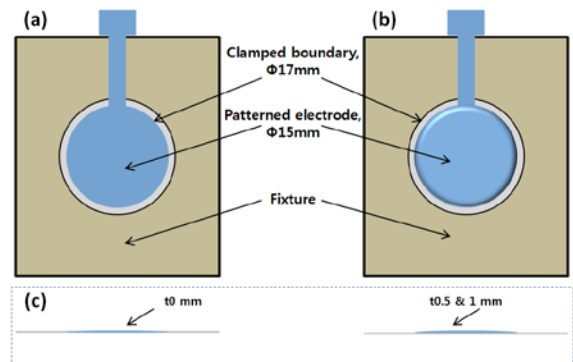 (a)
(b)
Clamped boundary,
Φ17mm
Patterned electrode,
Φ15mm
Fixture
(c)
t0 mm
t0.5 & 1 mm